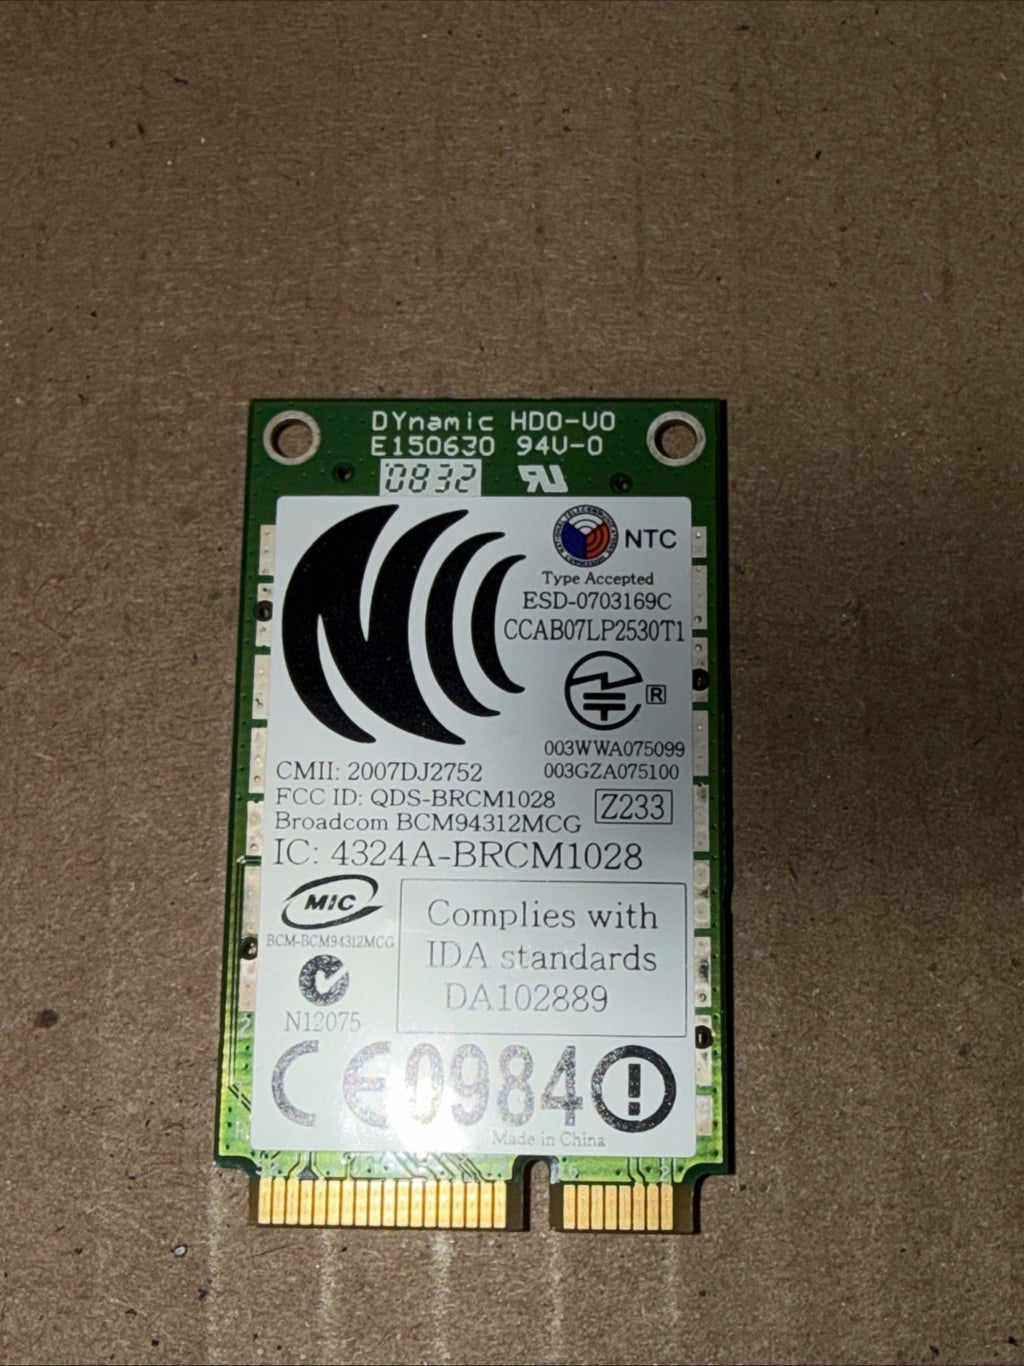 DYnamic HDO-VO
E150630 94V-0
0832
NTC
Type Accepted
ESD-0703169C
CCAB07LP2530T1
R
003WWA075099
CMII: 2007DJ2752
003GZA075100
FCC ID: QDS-BRCM1028
Z233
Broadcom BCM94312MCG
IC: 4324A-BRCM1028
MIC
BCM-BCM94312MCG
Complies with
IDA standards
DA102889
N12075
CE0984
Made in China
2